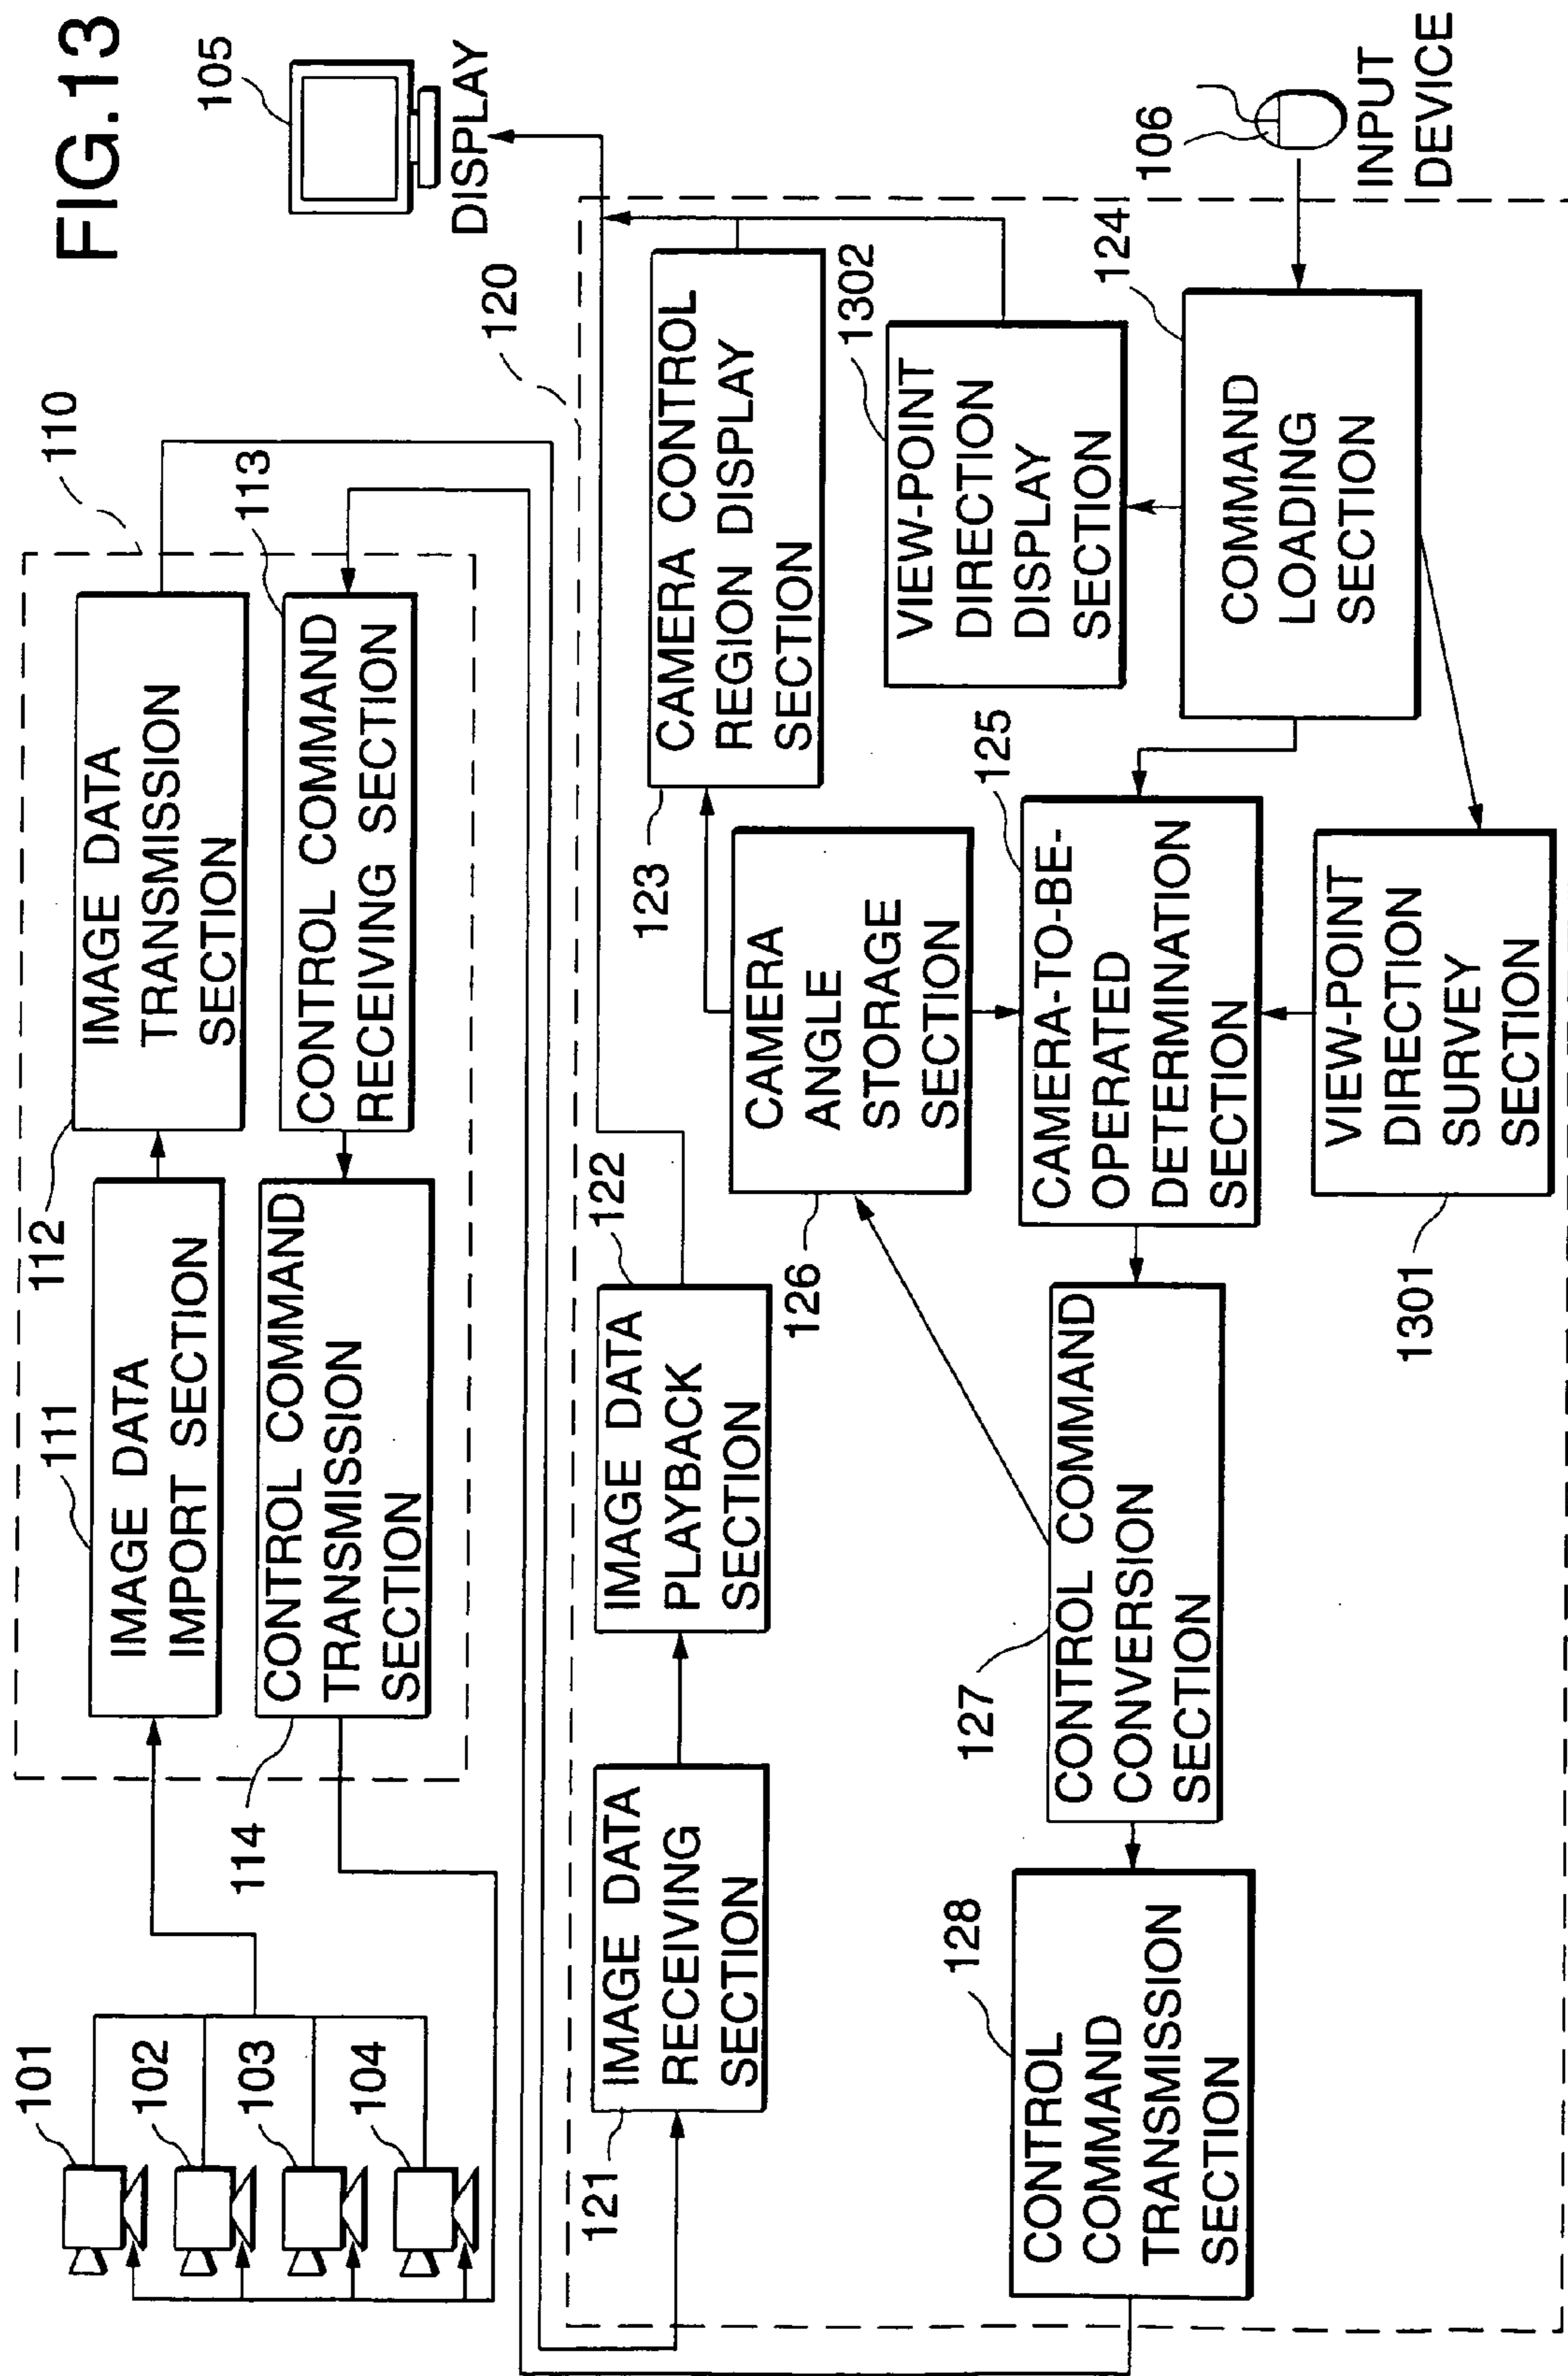 FIG.13
101
102
103
104
110
111
IMAGE DATA
IMPORT SECTION
112
IMAGE DATA
TRANSMISSION
SECTION
113
CONTROL COMMAND
RECEIVING SECTION
114
CONTROL COMMAND
TRANSMISSION
SECTION
105
DISPLAY
120
121
IMAGE DATA
RECEIVING
SECTION
122
IMAGE DATA
PLAYBACK
SECTION
123
CAMERA CONTROL
REGION DISPLAY
SECTION
126
CAMERA
ANGLE
STORAGE
SECTION
1302
VIEW-POINT
DIRECTION
DISPLAY
SECTION
106
INPUT
DEVICE
124
COMMAND
LOADING
SECTION
125
CAMERA-TO-BE-
OPERATED
DETERMINATION
SECTION
127
CONTROL COMMAND
CONVERSION
SECTION
128
CONTROL
COMMAND
TRANSMISSION
SECTION
1301
VIEW-POINT
DIRECTION
SURVEY
SECTION